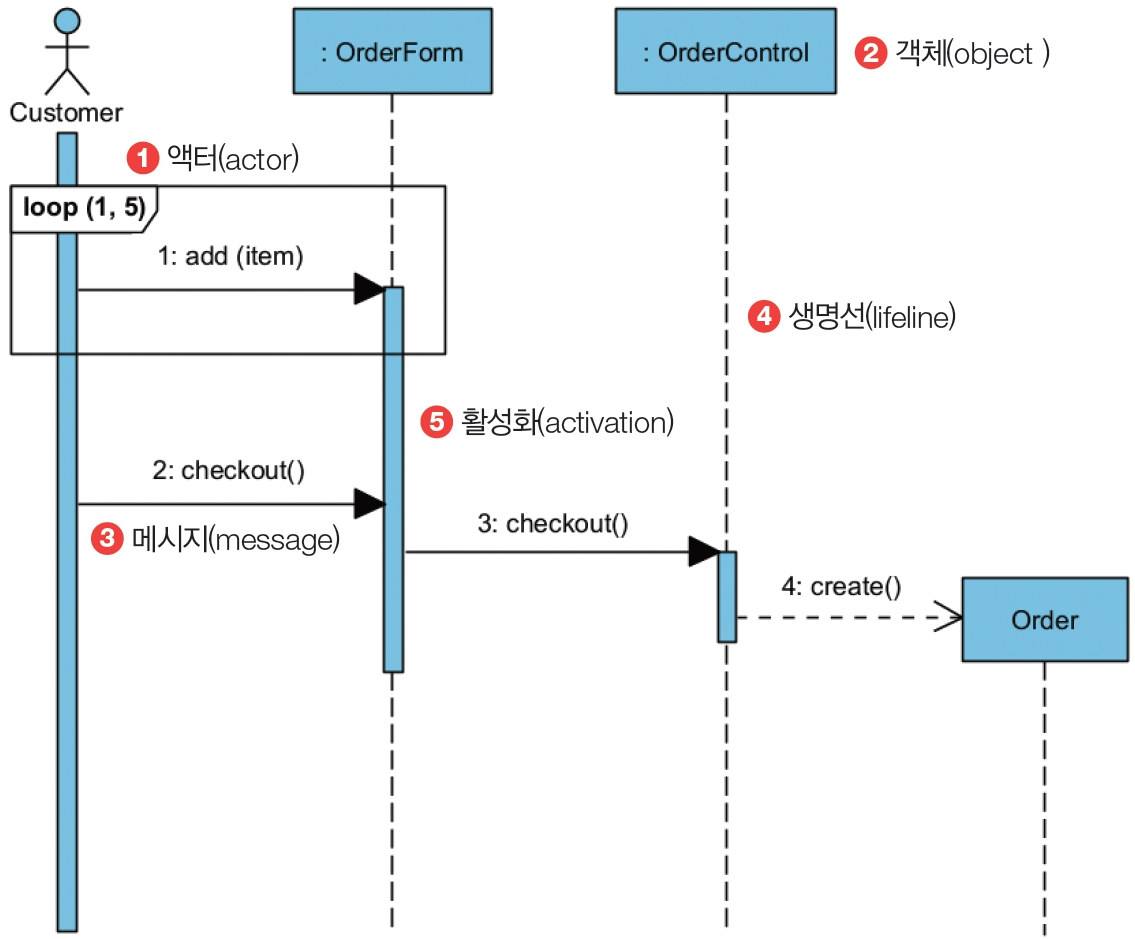 : OrderForm
: OrderControl
2 객체(object )
Customer
1 액터(actor)
loop (1, 5)
1: add (item)
4 생명선(lifeline)
5 활성화(activation)
2: checkout()
3 메시지(message)
3: checkout()
4: create()
Order